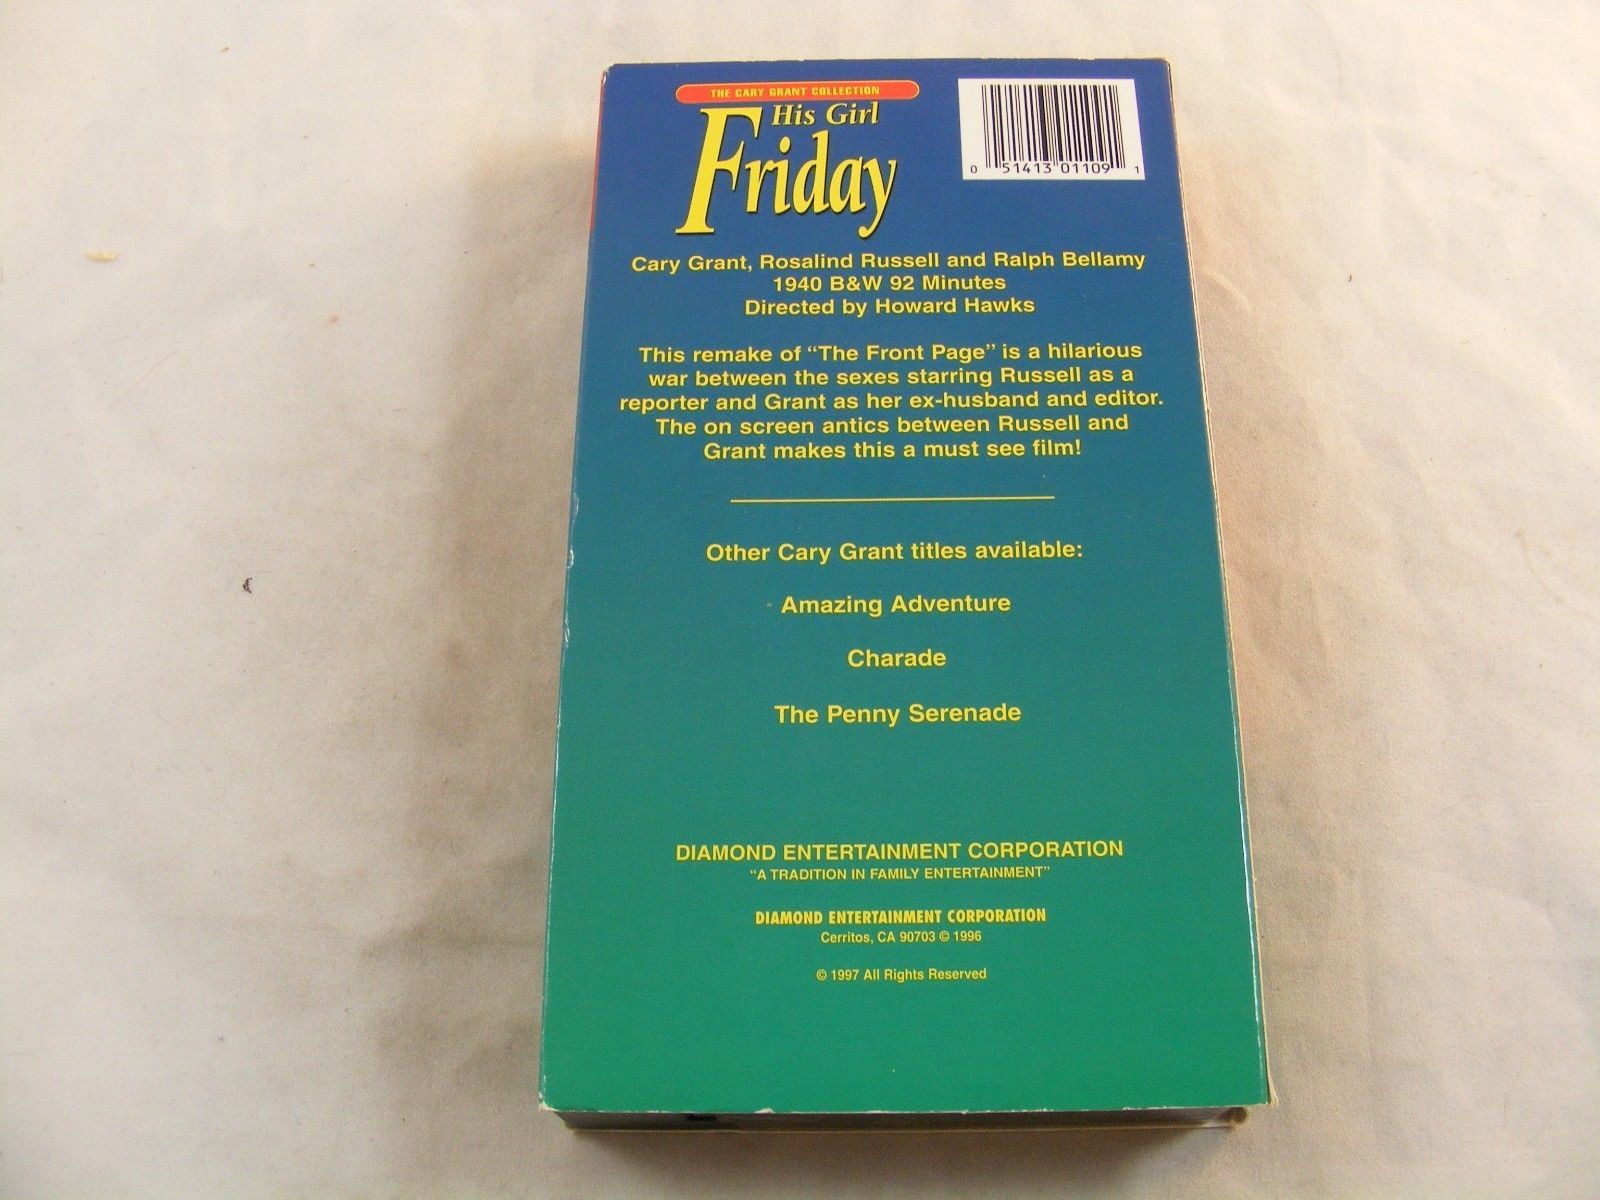 THE CARY GRANT COLLECTION
His Girl
Friday
0 51413 01109 1
Cary Grant, Rosalind Russell and Ralph Bellamy
1940 B&W 92 Minutes
Directed by Howard Hawks
This remake of “The Front Page” is a hilarious
war between the sexes starring Russell as a
reporter and Grant as her ex-husband and editor.
The on screen antics between Russell and
Grant makes this a must see film!
Other Cary Grant titles available:
Amazing Adventure
Charade
The Penny Serenade
DIAMOND ENTERTAINMENT CORPORATION
“A TRADITION IN FAMILY ENTERTAINMENT”
DIAMOND ENTERTAINMENT CORPORATION
Cerritos, CA 90703 © 1996
© 1997 All Rights Reserved